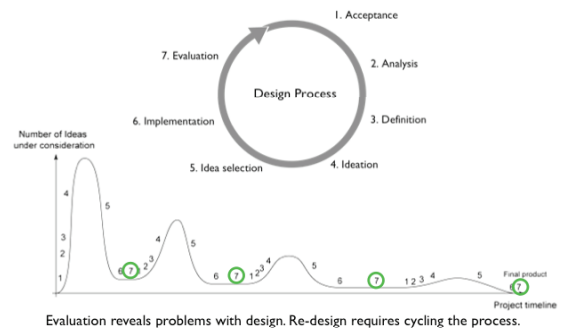 1. Acceptance
7. Evaluation
2. Analysis
Design Process
6. Implementation
3. Definition
Number of Ideas
under consideration
5. Idea selection
4. Ideation
4
5
3
2
1
6 7 1 2 3 4
5
6 7 1 2 3 4
5
6 7 1 2 3 4 5
Final product
6 7
Project timeline
Evaluation reveals problems with design. Re-design requires cycling the process.